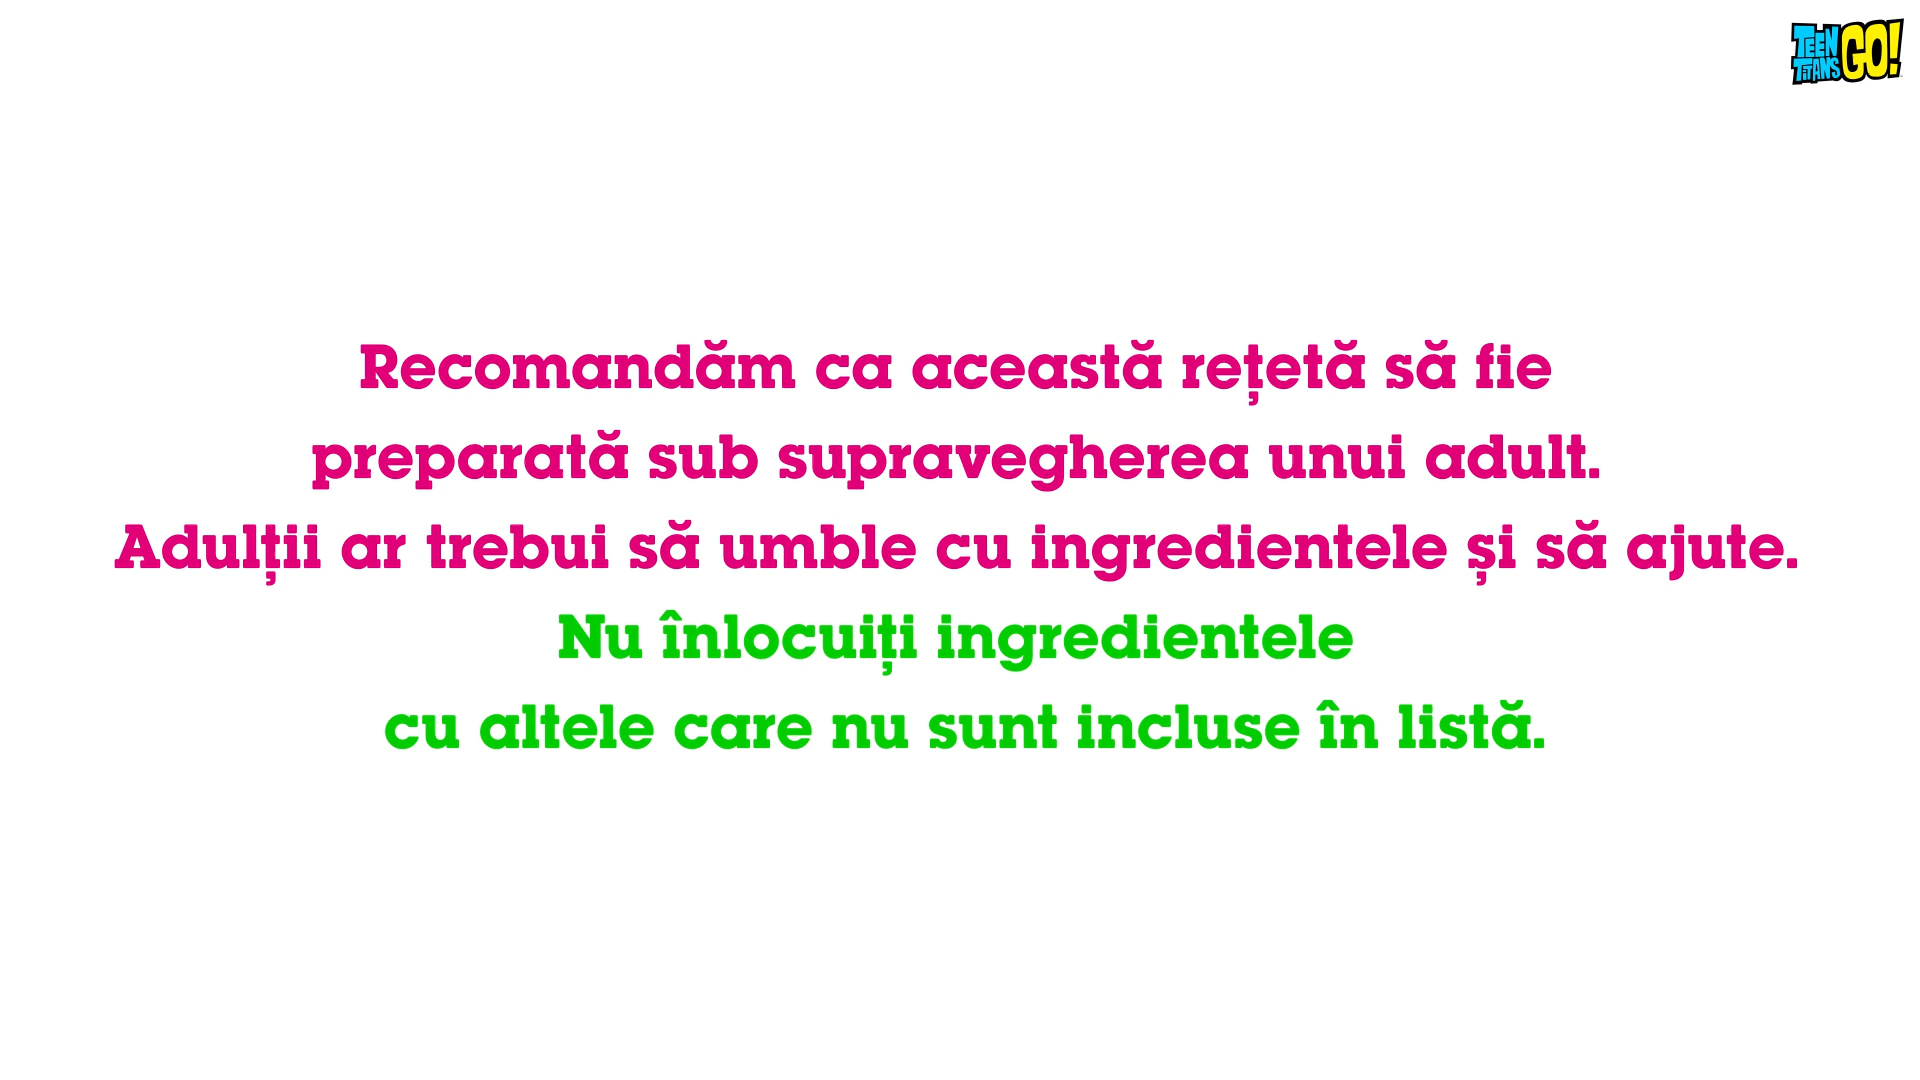 TEEN
TITANS
GO!
Recomandăm ca această rețetă să fie
preparată sub supravegherea unui adult.
Adulții ar trebui să umble cu ingredientele și să ajute.
Nu înlocuiți ingredientele
cu altele care nu sunt incluse în listă.